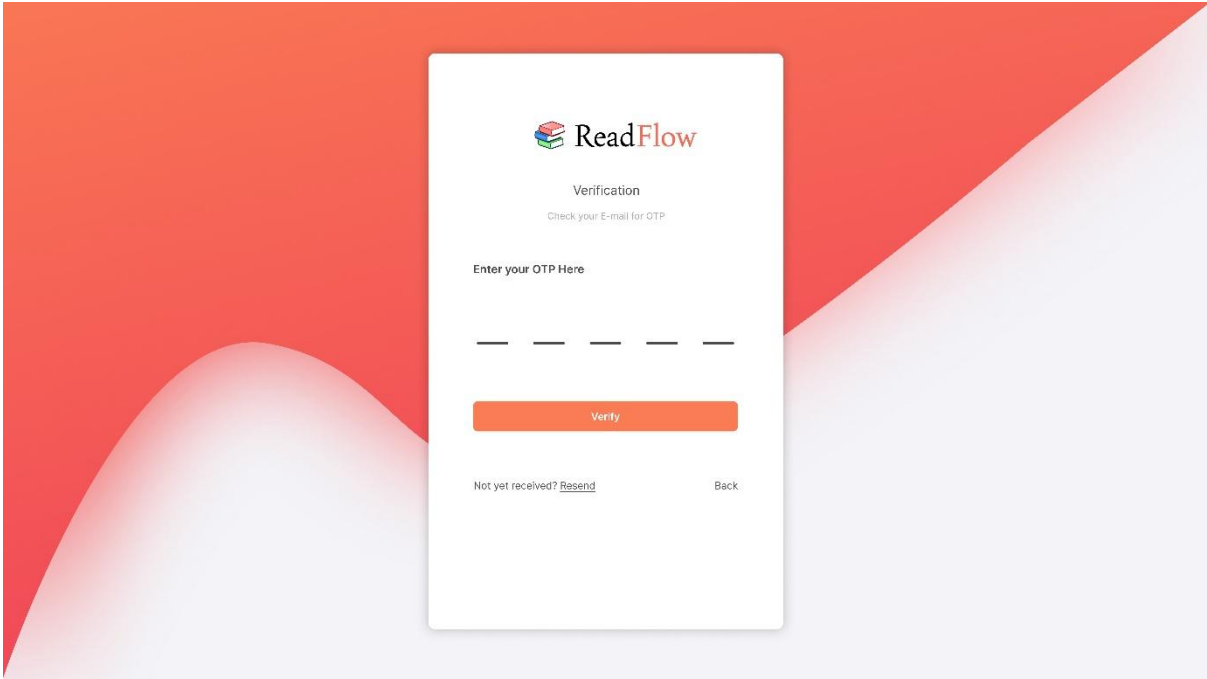 ReadFlow
Verification
Check your E-mail for OTP
Enter your OTP Here
Verify
Not yet received? Resend Back